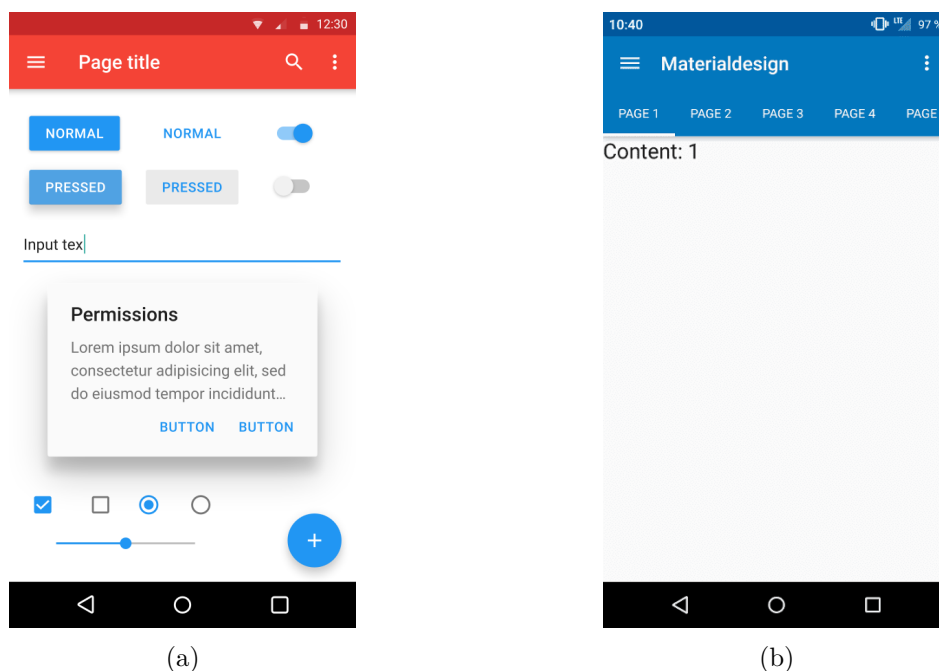 12:30
Page title
NORMAL NORMAL
PRESSED PRESSED
Input tex
Permissions
Lorem ipsum dolor sit amet,
consectetur adipisicing elit, sed
do eiusmod tempor incididunt…
BUTTON BUTTON
(a)
10:40 LTE 97 %
Materialdesign
PAGE 1 PAGE 2 PAGE 3 PAGE 4 PAGE
Content: 1
(b)